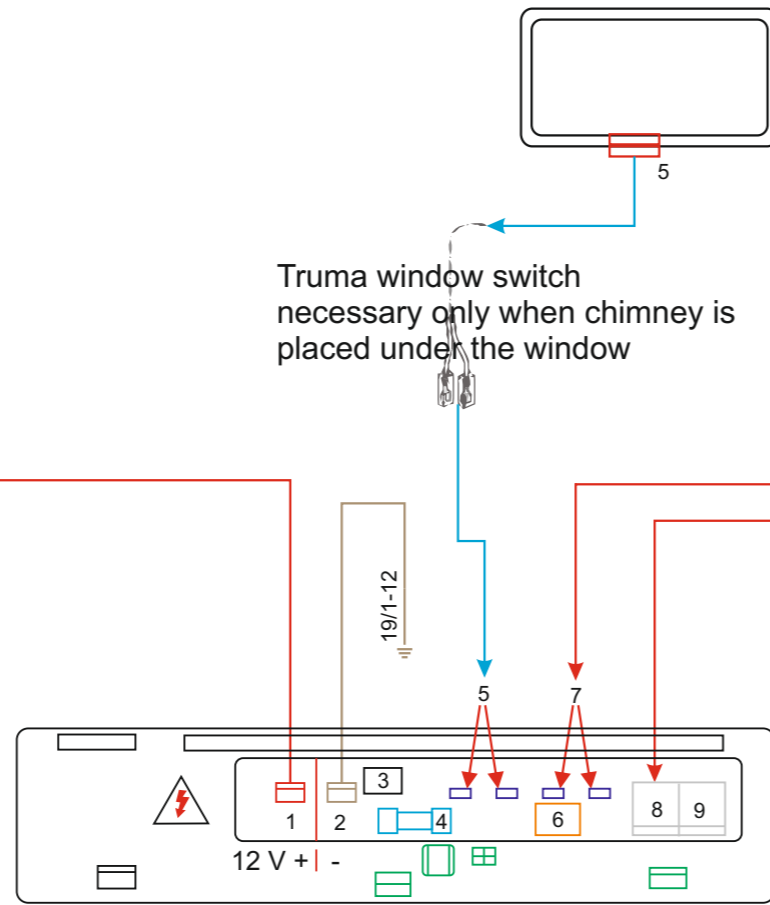 5
Truma window switch
necessary only when chimney is
placed under the window
19/1-12
5
7
3
1
2
4
6
8
9
12 V + | -